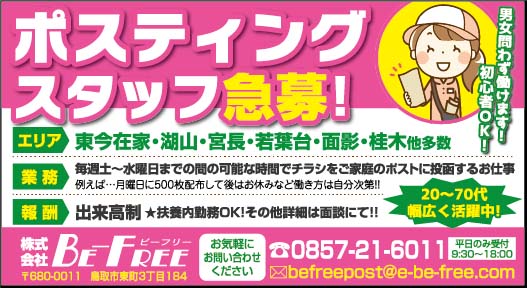 ポスティング
スタッフ急募!
男女問わず働けます!
初心者OK!
エリア 東今在家・湖山・宮長・若葉台・面影・桂木他多数
業務 毎週土～水曜日までの間の可能な時間でチラシをご家庭のポストに投函するお仕事
例えば…月曜日に500枚配布して後はお休みなど働き方は自分次第!!
報酬 出来高制 ★扶養内勤務OK!その他詳細は面談にて!!
20～70代
幅広く活躍中!
株式会社 BE-FREE ビーフリー
〒680-0011 鳥取市東町3丁目184
お気軽に
お問い合わせ
ください
☎0857-21-6011 平日のみ受付 9:30～18:00
✉befreepost@e-be-free.com